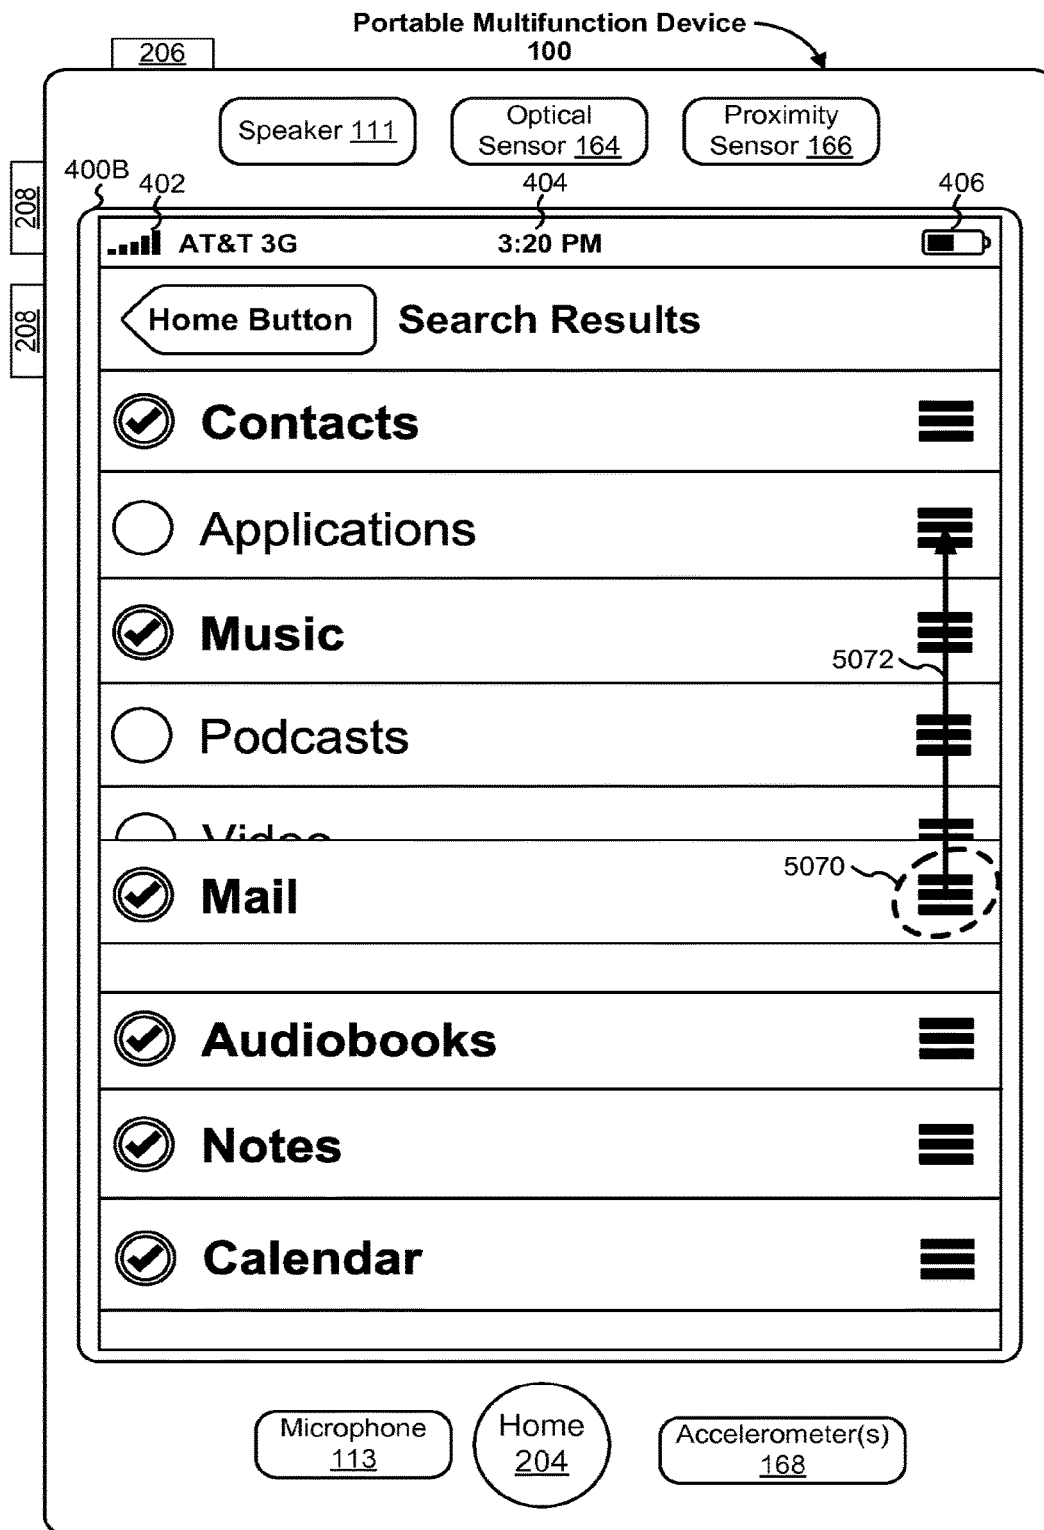 Portable Multifunction Device
100
206
Speaker 111
Optical
Sensor 164
Proximity
Sensor 166
208
400B
402
404
406
AT&T 3G
3:20 PM
208
Home Button
Search Results
Contacts
Applications
Music
5072
Podcasts
Video
5070
Mail
Audiobooks
Notes
Calendar
Microphone
113
Home
204
Accelerometer(s)
168